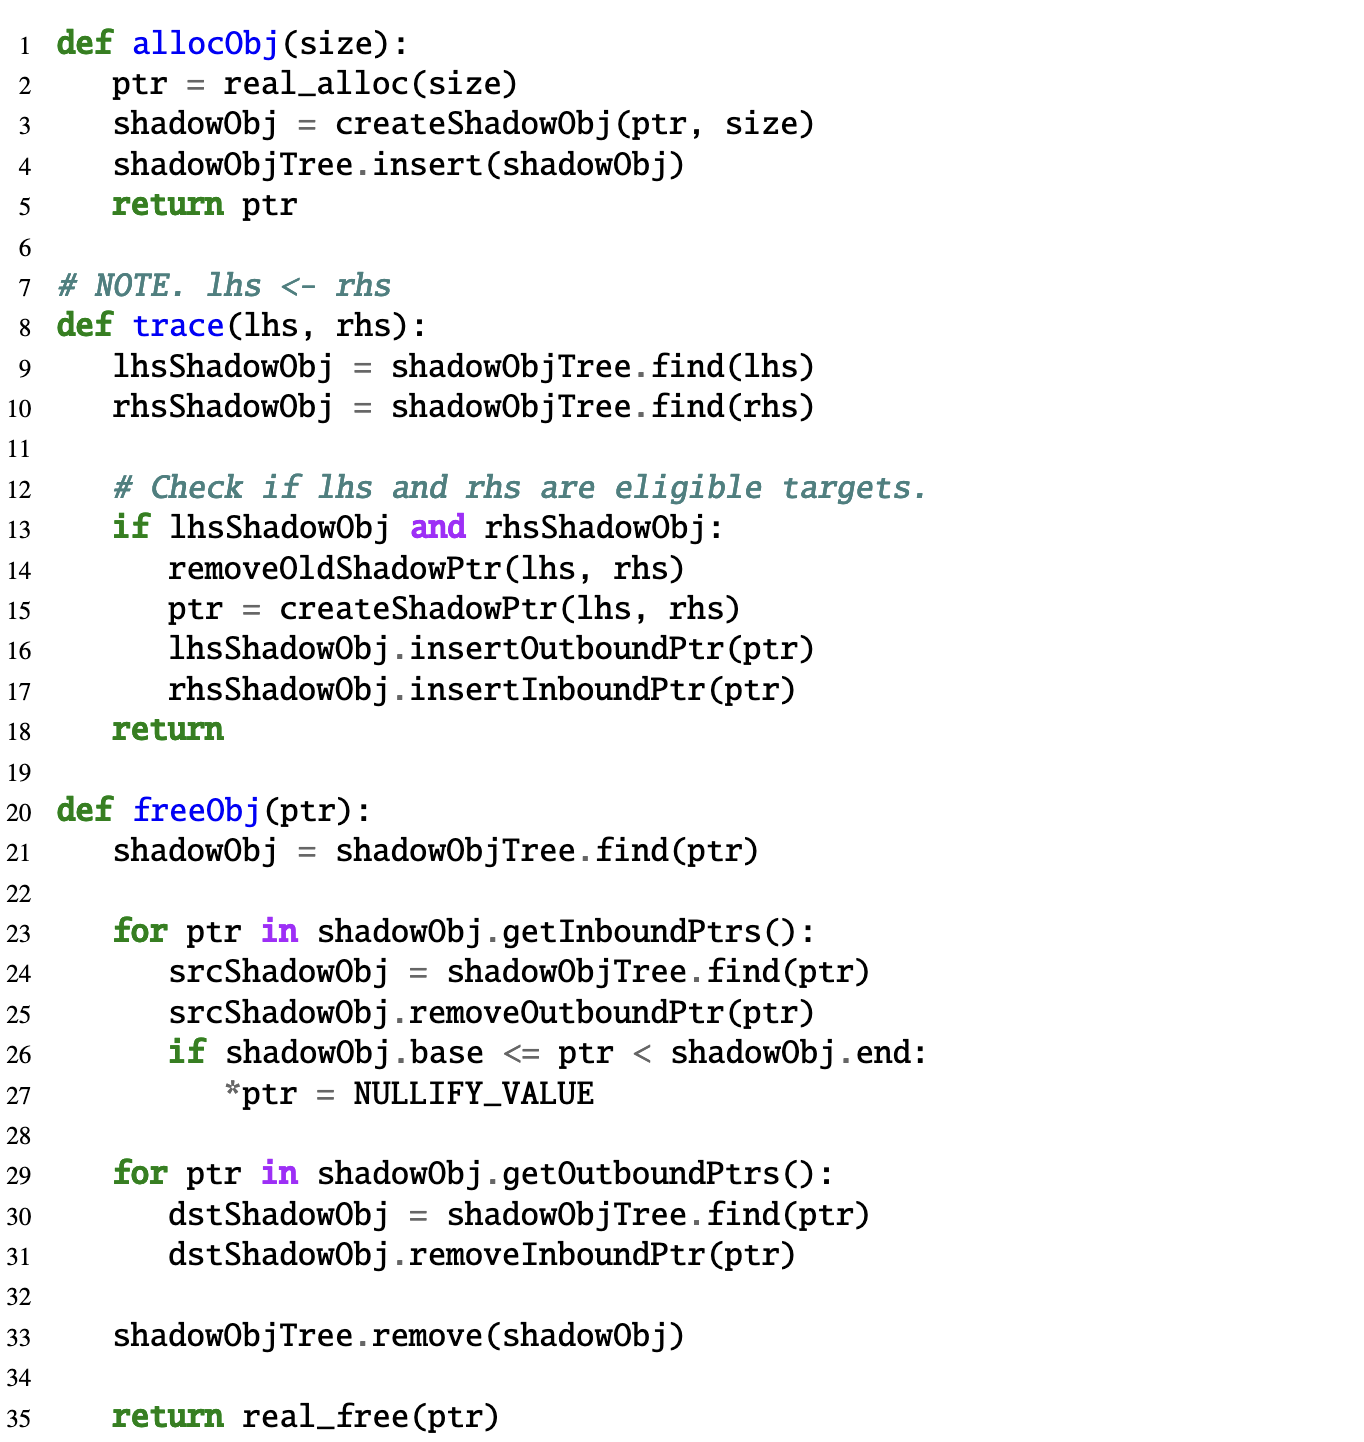 1 def allocObj(size):
2 ptr = real_alloc(size)
3 shadowObj = createShadowObj(ptr, size)
4 shadowObjTree.insert(shadowObj)
5 return ptr
6
7 # NOTE. lhs <- rhs
8 def trace(lhs, rhs):
9 lhsShadowObj = shadowObjTree.find(lhs)
10 rhsShadowObj = shadowObjTree.find(rhs)
11
12 # Check if lhs and rhs are eligible targets.
13 if lhsShadowObj and rhsShadowObj:
14 removeOldShadowPtr(lhs, rhs)
15 ptr = createShadowPtr(lhs, rhs)
16 lhsShadowObj.insertOutboundPtr(ptr)
17 rhsShadowObj.insertInboundPtr(ptr)
18 return
19
20 def freeObj(ptr):
21 shadowObj = shadowObjTree.find(ptr)
22
23 for ptr in shadowObj.getInboundPtrs():
24 srcShadowObj = shadowObjTree.find(ptr)
25 srcShadowObj.removeOutboundPtr(ptr)
26 if shadowObj.base <= ptr < shadowObj.end:
27 *ptr = NULLIFY_VALUE
28
29 for ptr in shadowObj.getOutboundPtrs():
30 dstShadowObj = shadowObjTree.find(ptr)
31 dstShadowObj.removeInboundPtr(ptr)
32
33 shadowObjTree.remove(shadowObj)
34
35 return real_free(ptr)